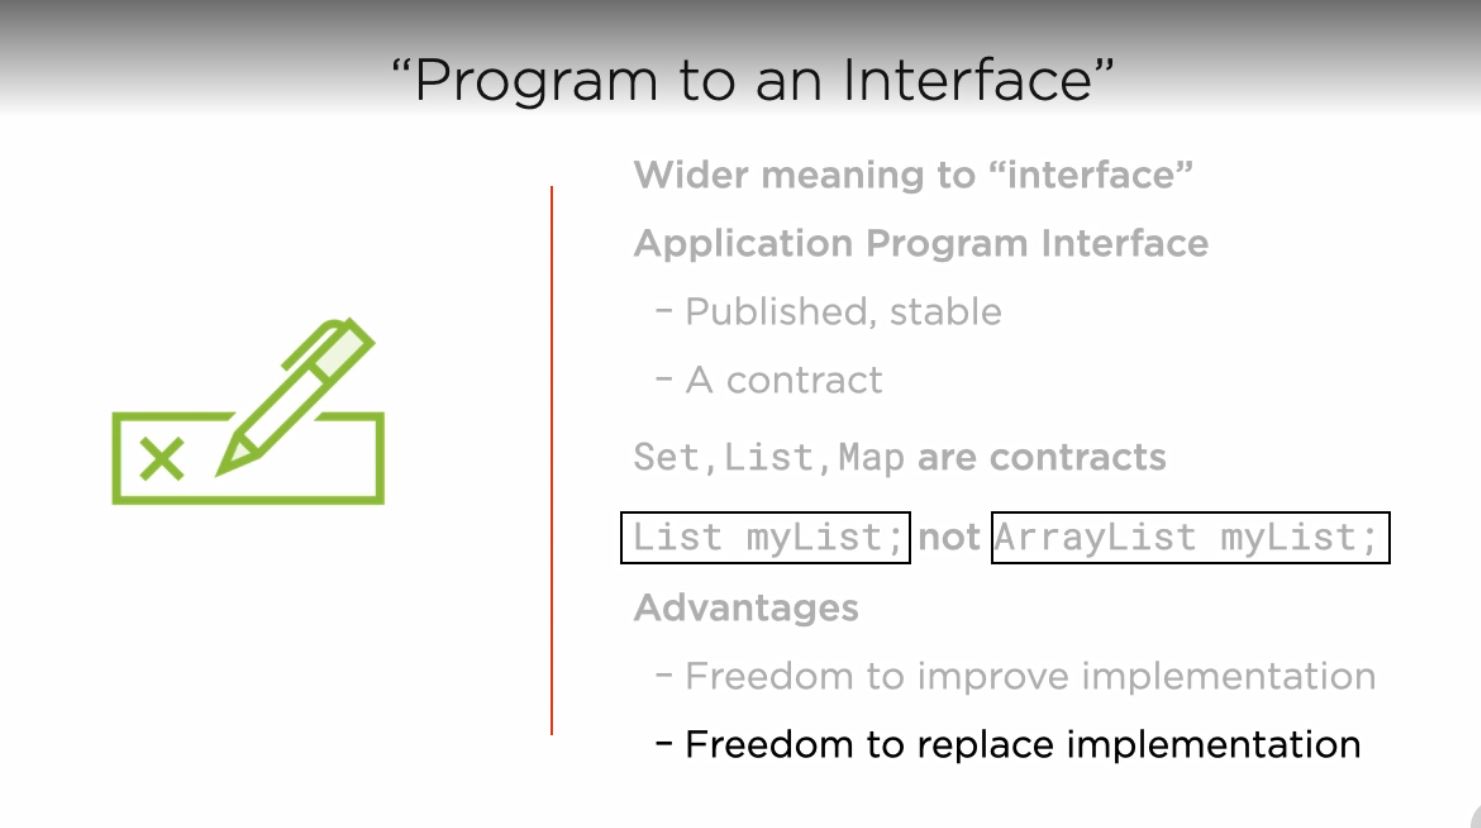 “Program to an Interface”
Wider meaning to “interface”
Application Program Interface
– Published, stable
– A contract
Set, List, Map are contracts
List myList; not ArrayList myList;
Advantages
– Freedom to improve implementation
– Freedom to replace implementation